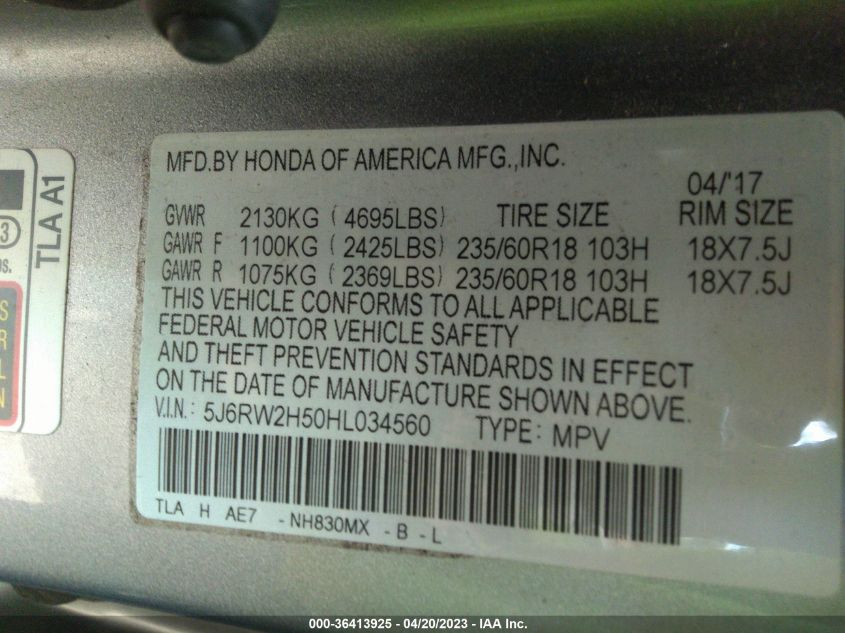 MFD.BY HONDA OF AMERICA MFG.,INC.
04/'17
GVWR 2130KG (4695LBS) TIRE SIZE RIM SIZE
GAWR F 1100KG (2425LBS) 235/60R18 103H 18X7.5J
GAWR R 1075KG (2369LBS) 235/60R18 103H 18X7.5J
THIS VEHICLE CONFORMS TO ALL APPLICABLE
FEDERAL MOTOR VEHICLE SAFETY
AND THEFT PREVENTION STANDARDS IN EFFECT
ON THE DATE OF MANUFACTURE SHOWN ABOVE.
V.I.N.: 5J6RW2H50HL034560 TYPE: MPV
TLA H AE7 -NH830MX -B -L
TLA A1
3
000-36413925 - 04/20/2023 - IAA Inc.